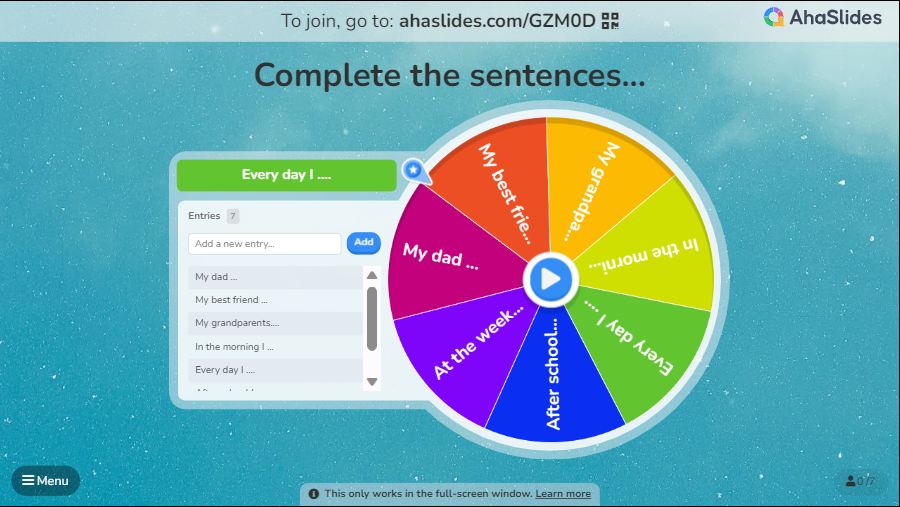 To join, go to: ahaslides.com/GZM0D
AhaSlides
Complete the sentences...
Every day I ....
Entries 7
Add a new entry...
Add
My dad ...
My best friend ...
My grandparents....
In the morning I ...
Every day I ....
My best frie...
My grandpa...
In the morni...
Every day I ....
After school...
At the week...
My dad ...
Menu
This only works in the full-screen window. Learn more
0/7